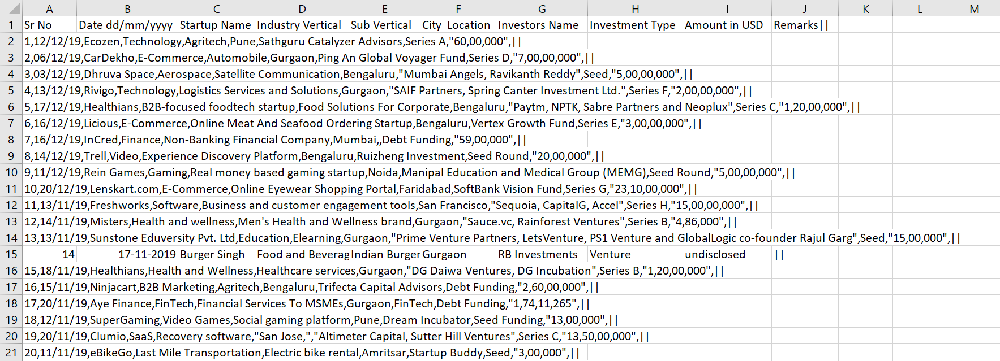 A B C D E F G H I J K L M
1 Sr No Date dd/mm/yyyy Startup Name Industry Vertical Sub Vertical City  Location Investors Name Investment Type Amount in USD Remarks||
2 1,12/12/19,Ecozen,Technology,Agritech,Pune,Sathguru Catalyzer Advisors,Series A,"60,00,000",||
3 2,06/12/19,CarDekho,E-Commerce,Automobile,Gurgaon,Ping An Global Voyager Fund,Series D,"7,00,00,000",||
4 3,03/12/19,Dhruva Space,Aerospace,Satellite Communication,Bengaluru,"Mumbai Angels, Ravikanth Reddy",Seed,"5,00,00,000",||
5 4,13/12/19,Rivigo,Technology,Logistics Services and Solutions,Gurgaon,"SAIF Partners, Spring Canter Investment Ltd.",Series F,"2,00,00,000",||
6 5,17/12/19,Healthians,B2B-focused foodtech startup,Food Solutions For Corporate,Bengaluru,"Paytm, NPTK, Sabre Partners and Neoplux",Series C,"1,20,00,000",||
7 6,16/12/19,Licious,E-Commerce,Online Meat And Seafood Ordering Startup,Bengaluru,Vertex Growth Fund,Series E,"3,00,00,000",||
8 7,16/12/19,InCred,Finance,Non-Banking Financial Company,Mumbai,,Debt Funding,"59,00,000",||
9 8,14/12/19,Trell,Video,Experience Discovery Platform,Bengaluru,Ruizheng Investment,Seed Round,"20,00,000",||
10 9,11/12/19,Rein Games,Gaming,Real money based gaming startup,Noida,Manipal Education and Medical Group (MEMG),Seed Round,"5,00,00,000",||
11 10,20/12/19,Lenskart.com,E-Commerce,Online Eyewear Shopping Portal,Faridabad,SoftBank Vision Fund,Series G,"23,10,00,000",||
12 11,13/11/19,Freshworks,Software,Business and customer engagement tools,San Francisco,"Sequoia, CapitalG, Accel",Series H,"15,00,00,000",||
13 12,14/11/19,Misters,Health and wellness,Men's Health and Wellness brand,Gurgaon,"Sauce.vc, Rainforest Ventures",Series B,"4,86,000",||
14 13,13/11/19,Sunstone Eduversity Pvt. Ltd,Education,Elearning,Gurgaon,"Prime Venture Partners, LetsVenture, PS1 Venture and GlobalLogic co-founder Rajul Garg",Seed,"15,00,000",||
15 14 17-11-2019 Burger Singh Food and Beverag Indian Burger Gurgaon RB Investments Venture undisclosed ||
16 15,18/11/19,Healthians,Health and Wellness,Healthcare services,Gurgaon,"DG Daiwa Ventures, DG Incubation",Series B,"1,20,00,000",||
17 16,15/11/19,Ninjacart,B2B Marketing,Agritech,Bengaluru,Trifecta Capital Advisors,Debt Funding,"2,60,00,000",||
18 17,20/11/19,Aye Finance,FinTech,Financial Services To MSMEs,Gurgaon,FinTech,Debt Funding,"1,74,11,265",||
19 18,12/11/19,SuperGaming,Video Games,Social gaming platform,Pune,Dream Incubator,Seed Funding,"13,00,000",||
20 19,20/11/19,Clumio,SaaS,Recovery software,"San Jose,","Altimeter Capital, Sutter Hill Ventures",Series C,"13,50,00,000",||
21 20,11/11/19,eBikeGo,Last Mile Transportation,Electric bike rental,Amritsar,Startup Buddy,Seed,"3,00,000",||